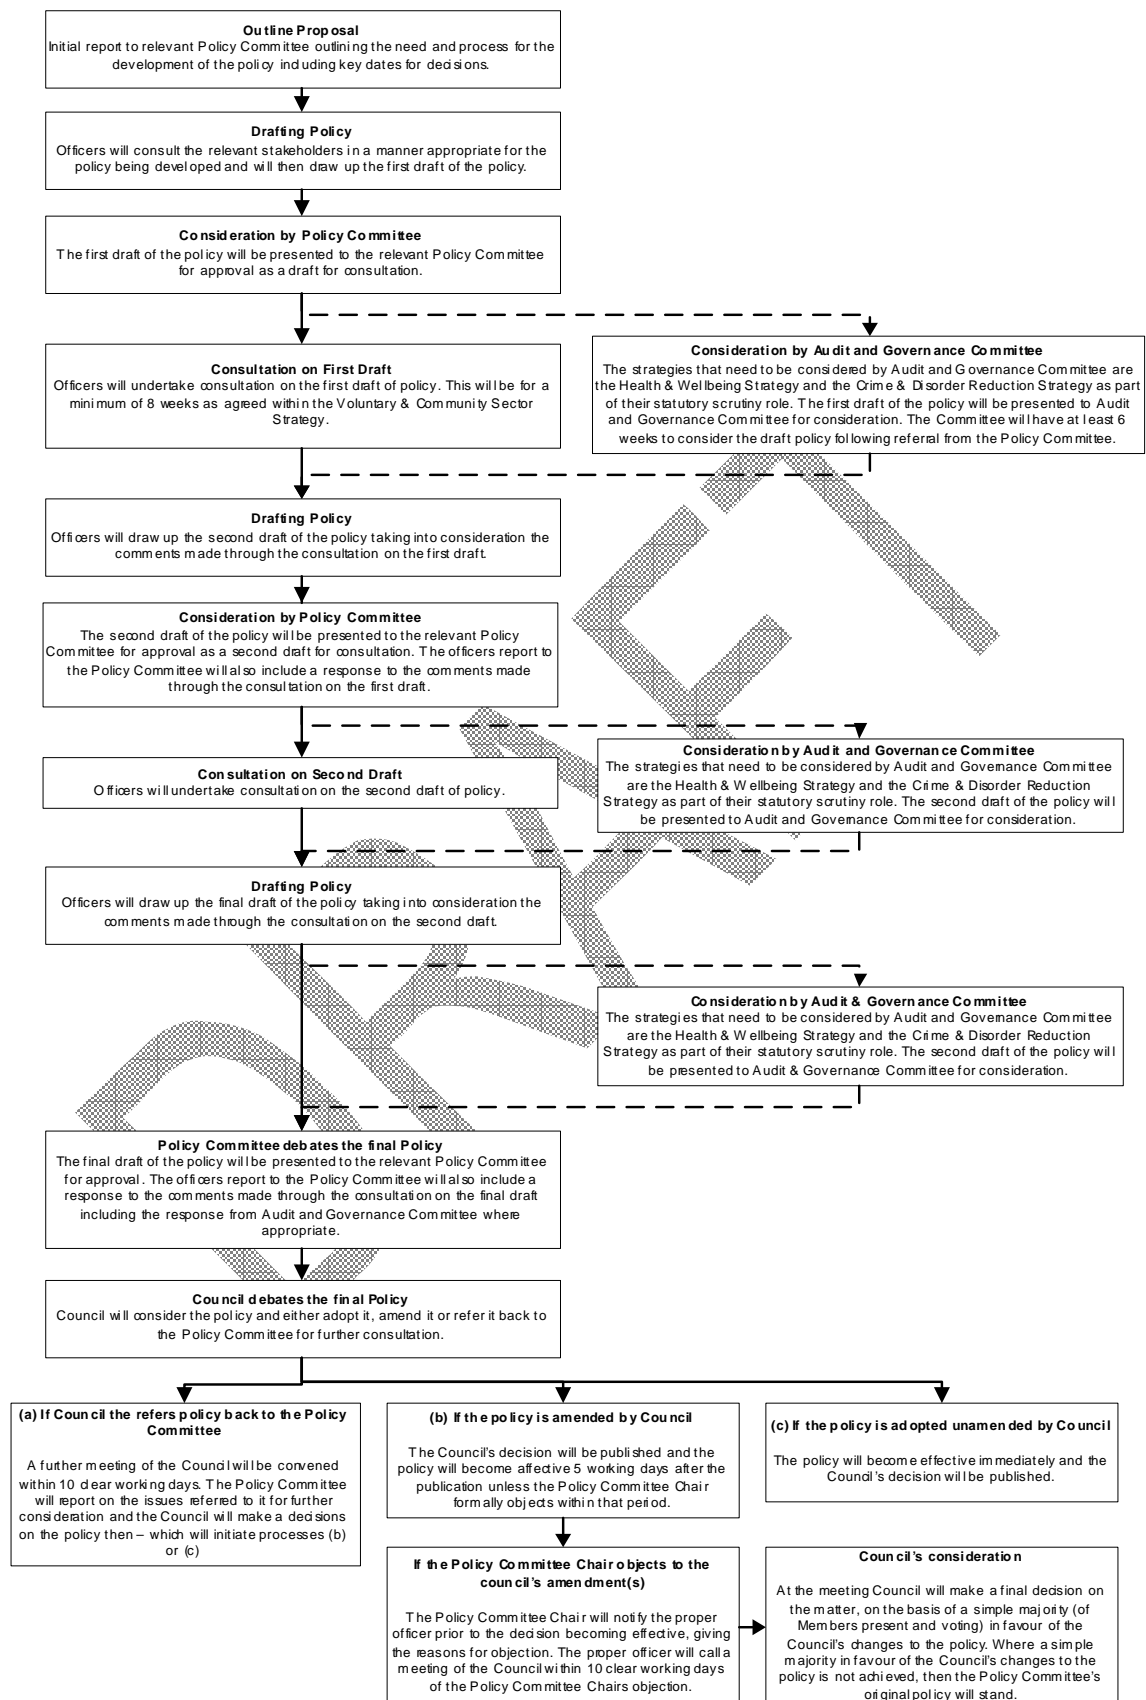 Outline Proposal
Initial report to relevant Policy Committee outlining the need and process for the
development of the policy including key dates for decisions.
Drafting Policy
Officers will consult the relevant stakeholders in a manner appropriate for the
policy being developed and will then draw up the first draft of the policy.
Consideration by Policy Committee
The first draft of the policy will be presented to the relevant Policy Committee
for approval as a draft for consultation.
Consultation on First Draft
Officers will undertake consultation on the first draft of policy. This will be for a
minimum of 8 weeks as agreed within the Voluntary & Community Sector
Strategy.
Consideration by Audit and Governance Committee
The strategies that need to be considered by Audit and Governance Committee are
the Health & Wellbeing Strategy and the Crime & Disorder Reduction Strategy as part
of their statutory scrutiny role. The first draft of the policy will be presented to Audit
and Governance Committee for consideration. The Committee will have at least 6
weeks to consider the draft policy following referral from the Policy Committee.
Drafting Policy
Officers will draw up the second draft of the policy taking into consideration the
comments made through the consultation on the first draft.
Consideration by Policy Committee
The second draft of the policy will be presented to the relevant Policy
Committee for approval as a second draft for consultation. The officers report to
the Policy Committee will also include a response to the comments made
through the consultation on the first draft.
Consultation on Second Draft
Officers will undertake consultation on the second draft of policy.
Consideration by Audit and Governance Committee
The strategies that need to be considered by Audit and Governance Committee
are the Health & Wellbeing Strategy and the Crime & Disorder Reduction
Strategy as part of their statutory scrutiny role. The second draft of the policy will
be presented to Audit and Governance Committee for consideration.
Drafting Policy
Officers will draw up the final draft of the policy taking into consideration the
comments made through the consultation on the second draft.
Consideration by Audit & Governance Committee
The strategies that need to be considered by Audit and Governance Committee
are the Health & Wellbeing Strategy and the Crime & Disorder Reduction
Strategy as part of their statutory scrutiny role. The second draft of the policy will
be presented to Audit & Governance Committee for consideration.
Policy Committee debates the final Policy
The final draft of the policy will be presented to the relevant Policy Committee
for approval. The officers report to the Policy Committee will also include a
response to the comments made through the consultation on the final draft
including the response from Audit and Governance Committee where
appropriate.
Council debates the final Policy
Council will consider the policy and either adopt it, amend it or refer it back to
the Policy Committee for further consultation.
(a) If Council the refers policy back to the Policy
Committee
A further meeting of the Council will be convened
within 10 clear working days. The Policy Committee
will report on the issues referred to it for further
consideration and the Council will make a decisions
on the policy then – which will initiate processes (b)
or (c)
(b) If the policy is amended by Council
The Council's decision will be published and the
policy will become affective 5 working days after the
publication unless the Policy Committee Chair
formally objects within that period.
(c) If the policy is adopted unamended by Council
The policy will become effective immediately and the
Council's decision will be published.
If the Policy Committee Chair objects to the
council's amendment(s)
The Policy Committee Chair will notify the proper
officer prior to the decision becoming effective, giving
the reasons for objection. The proper officer will call a
meeting of the Council within 10 clear working days
of the Policy Committee Chairs objection.
Council's consideration
At the meeting Council will make a final decision on
the matter, on the basis of a simple majority (of
Members present and voting) in favour of the
Council's changes to the policy. Where a simple
majority in favour of the Council's changes to the
policy is not achieved, then the Policy Committee's
original policy will stand.
DRAFT